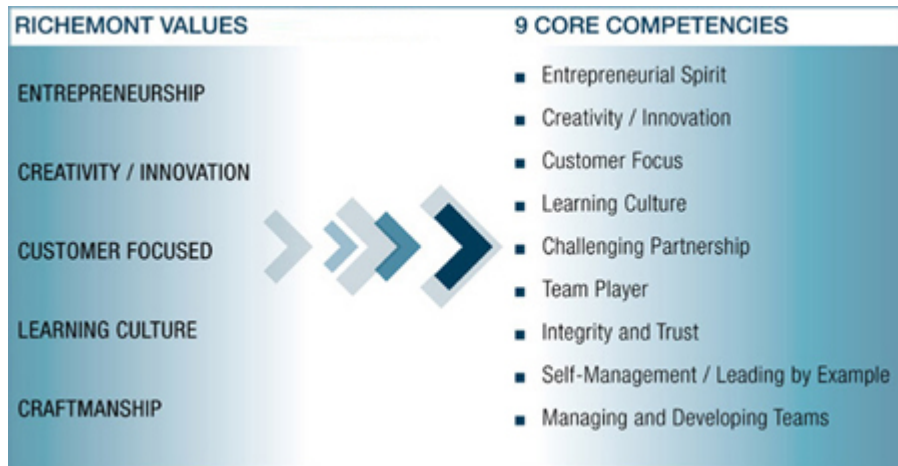 RICHEMONT VALUES
ENTREPRENEURSHIP
CREATIVITY / INNOVATION
CUSTOMER FOCUSED
LEARNING CULTURE
CRAFTMANSHIP
9 CORE COMPETENCIES
Entrepreneurial Spirit
Creativity / Innovation
Customer Focus
Learning Culture
Challenging Partnership
Team Player
Integrity and Trust
Self-Management / Leading by Example
Managing and Developing Teams